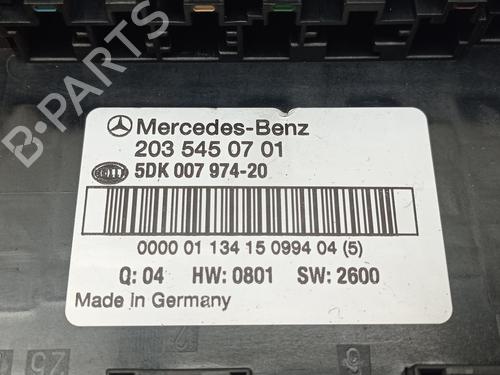 Mercedes-Benz
203 545 07 01
HELLA 5DK 007 974-20
0000 01 134 15 0994 04 (5)
Q: 04 HW: 0801 SW: 2600
Made in Germany
B-PARTS
25